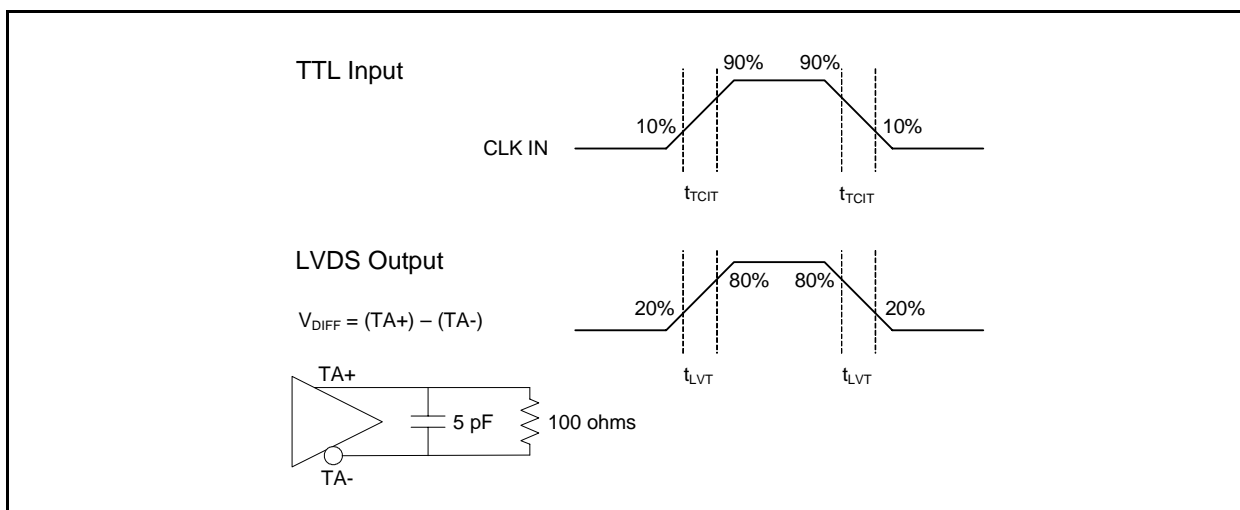 TTL Input
90% 90%
10% 10%
CLK IN
tTCIT tTCIT
LVDS Output
80% 80%
20% 20%
VDIFF = (TA+) – (TA-)
tLVT tLVT
TA+
5 pF 100 ohms
TA-